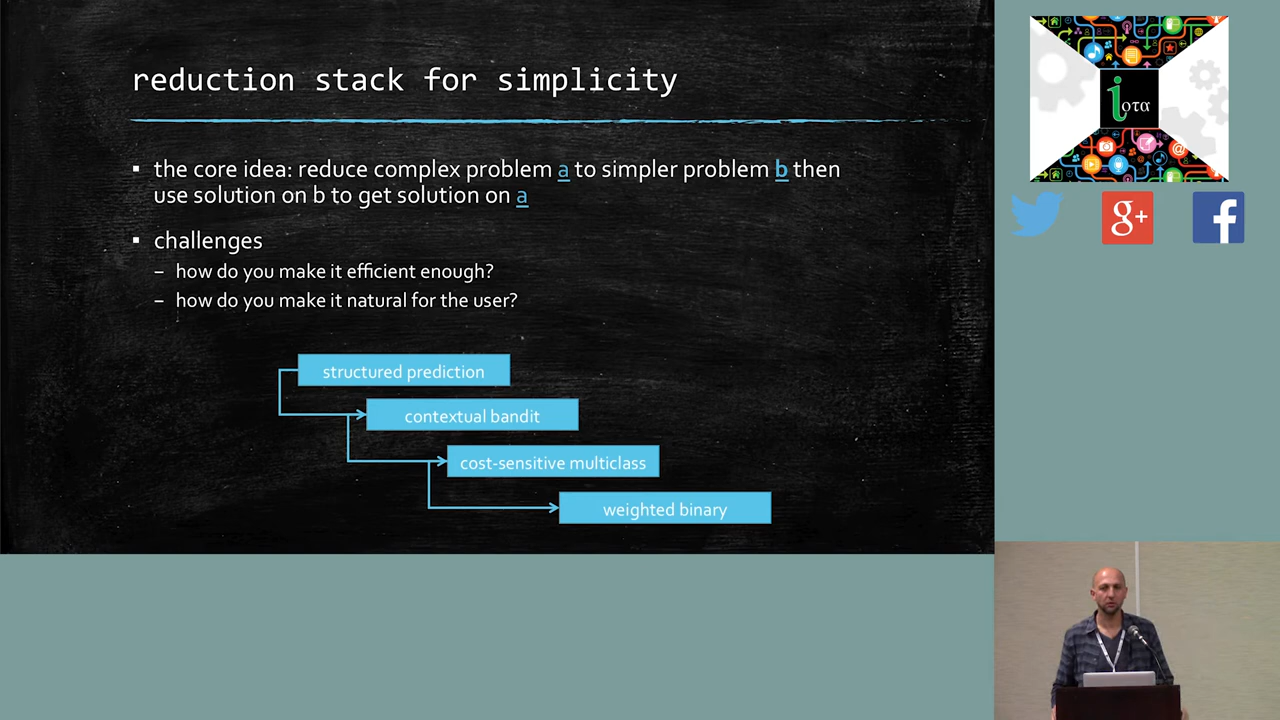 reduction stack for simplicity
▪ the core idea: reduce complex problem a to simpler problem b then
use solution on b to get solution on a
▪ challenges
– how do you make it efficient enough?
– how do you make it natural for the user?
structured prediction
contextual bandit
cost-sensitive multiclass
weighted binary
iοτα
g+
f